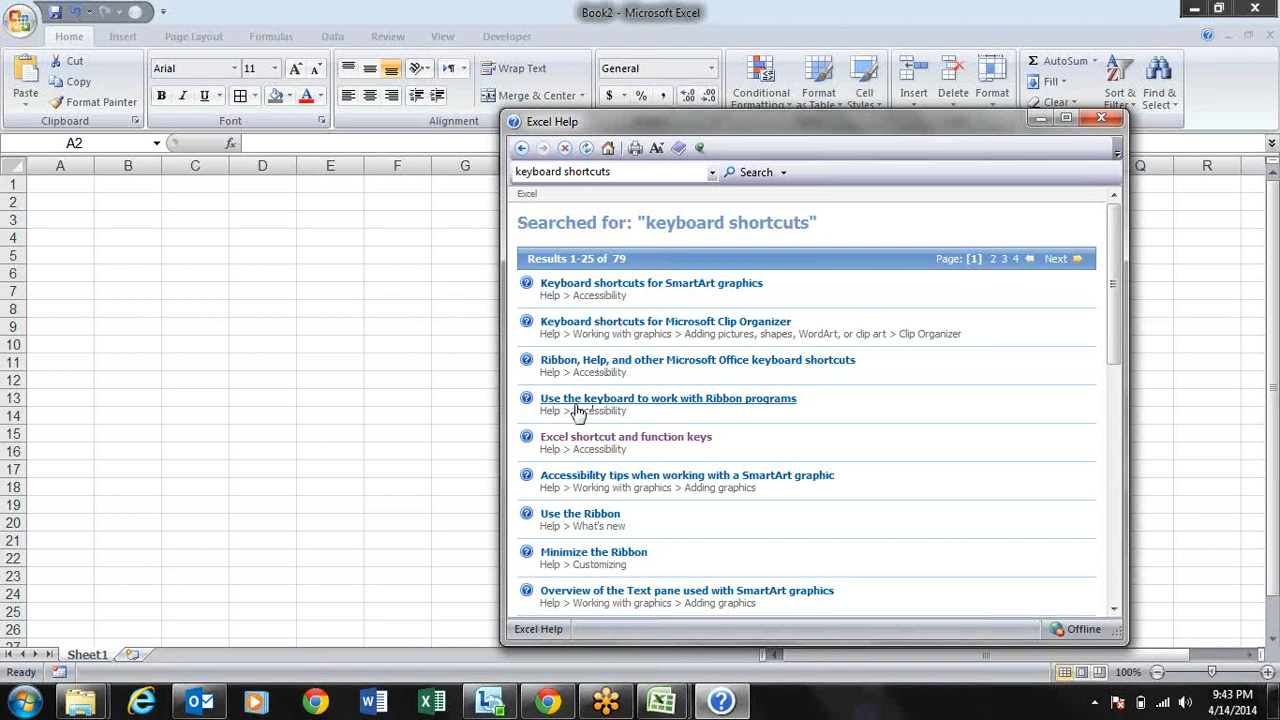 Book2 - Microsoft Excel
Home Insert Page Layout Formulas Data Review View Developer
Paste
Cut
Copy
Format Painter
Clipboard
Arial 11
B I U
Font
Wrap Text
Merge & Center
Alignment
General
$ % ,
Conditional Formatting
Format as Table
Cell Styles
Insert Delete Format
AutoSum
Fill
Clear
Sort & Filter
Find & Select
A2
fx
A B C D E F G Q R
1
2
3
4
5
6
7
8
9
10
11
12
13
14
15
16
17
18
19
20
21
22
23
24
25
26
27
Excel Help
keyboard shortcuts Search
Excel
Searched for: "keyboard shortcuts"
Results 1-25 of 79 Page: [1] 2 3 4 Next
Keyboard shortcuts for SmartArt graphics
Help > Accessibility
Keyboard shortcuts for Microsoft Clip Organizer
Help > Working with graphics > Adding pictures, shapes, WordArt, or clip art > Clip Organizer
Ribbon, Help, and other Microsoft Office keyboard shortcuts
Help > Accessibility
Use the keyboard to work with Ribbon programs
Help > Accessibility
Excel shortcut and function keys
Help > Accessibility
Accessibility tips when working with a SmartArt graphic
Help > Working with graphics > Adding graphics
Use the Ribbon
Help > What's new
Minimize the Ribbon
Help > Customizing
Overview of the Text pane used with SmartArt graphics
Help > Working with graphics > Adding graphics
Excel Help Offline
Sheet1
Ready 100%
9:43 PM
4/14/2014